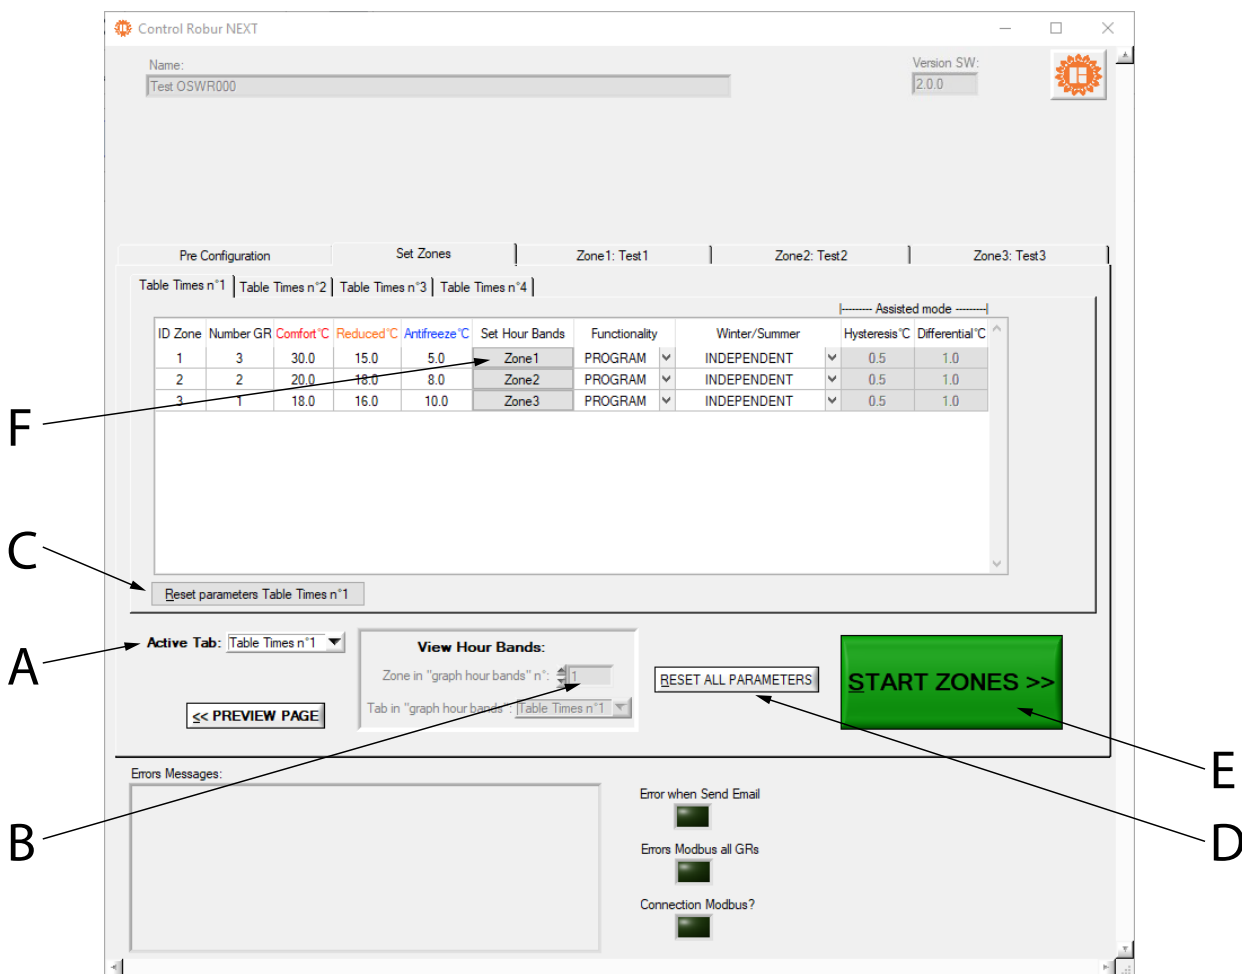 Control Robur NEXT
Name:
Version SW:
Test OSWR000
2.0.0
Pre Configuration Set Zones Zone1: Test1 Zone2: Test2 Zone3: Test3
Table Times n°1 Table Times n°2 Table Times n°3 Table Times n°4
|--------- Assisted mode ---------|
ID Zone Number GR Comfort°C Reduced°C Antifreeze°C Set Hour Bands Functionality Winter/Summer Hysteresis°C Differential°C
1 3 30.0 15.0 5.0 Zone1 PROGRAM INDEPENDENT 0.5 1.0
2 2 20.0 18.0 8.0 Zone2 PROGRAM INDEPENDENT 0.5 1.0
3 1 18.0 16.0 10.0 Zone3 PROGRAM INDEPENDENT 0.5 1.0
F
C
Reset parameters Table Times n°1
A
Active Tab: Table Times n°1
View Hour Bands:
Zone in "graph hour bands" n°: 1
Tab in "graph hour bands": Table Times n°1
<< PREVIEW PAGE
RESET ALL PARAMETERS
START ZONES >>
E
Errors Messages:
B
D
Error when Send Email
Errors Modbus all GRs
Connection Modbus?